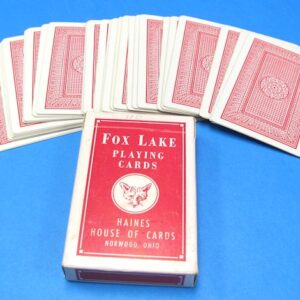 FOX LAKE
PLAYING
CARDS
HAINES
HOUSE OF CARDS
NORWOOD, OHIO